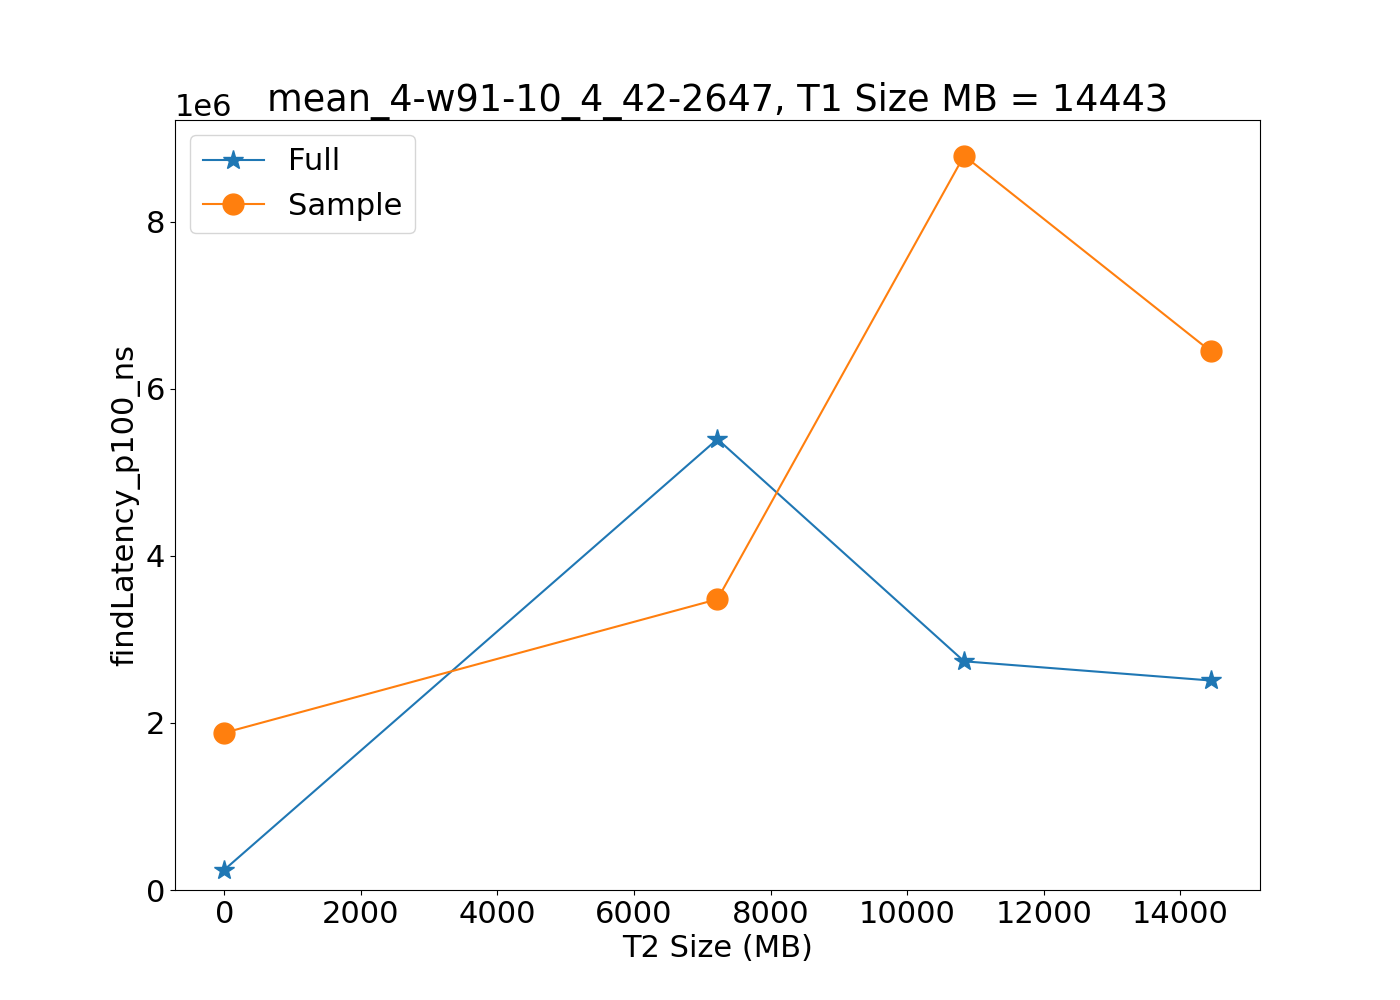 1e6
mean_4-w91-10_4_42-2647, T1 Size MB = 14443
Full
Sample
8
6
4
2
0
findLatency_p100_ns
0 2000 4000 6000 8000 10000 12000 14000
T2 Size (MB)